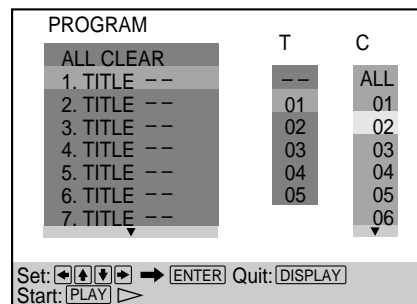 PROGRAM
T
C
ALL CLEAR
1. TITLE – –
2. TITLE – –
3. TITLE – –
4. TITLE – –
5. TITLE – –
6. TITLE – –
7. TITLE – –
– –
01
02
03
04
05
ALL
01
02
03
04
05
06
Set: ENTER Quit: DISPLAY
Start: PLAY